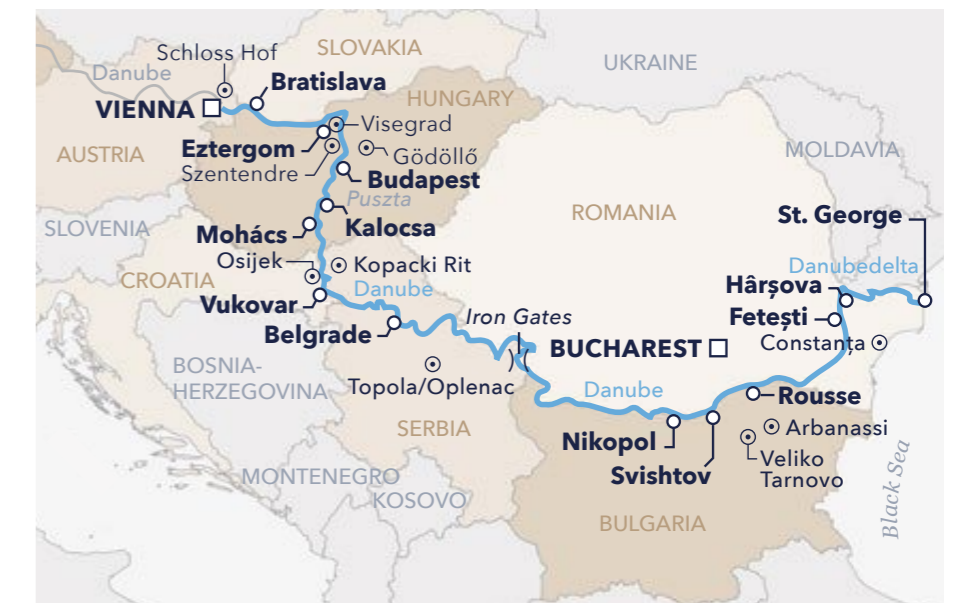 Schloss Hof
SLOVAKIA
UKRAINE
Danube
Bratislava
VIENNA
HUNGARY
Visegrad
Eztergom
AUSTRIA
Gödöllő
Szentendre
Budapest
MOLDAVIA
Puszta
ROMANIA
St. George
SLOVENIA
Kalocsa
Mohács
Osijek
Kopacki Rit
Danubedelta
CROATIA
Hârșova
Danube
Vukovar
Fetești
Iron Gates
Belgrade
Constanța
BUCHAREST
BOSNIA-
HERZEGOVINA
Topola/Oplenac
Danube
Rousse
SERBIA
Arbanassi
Nikopol
Veliko
Tarnovo
Svishtov
MONTENEGRO
KOSOVO
Black Sea
BULGARIA